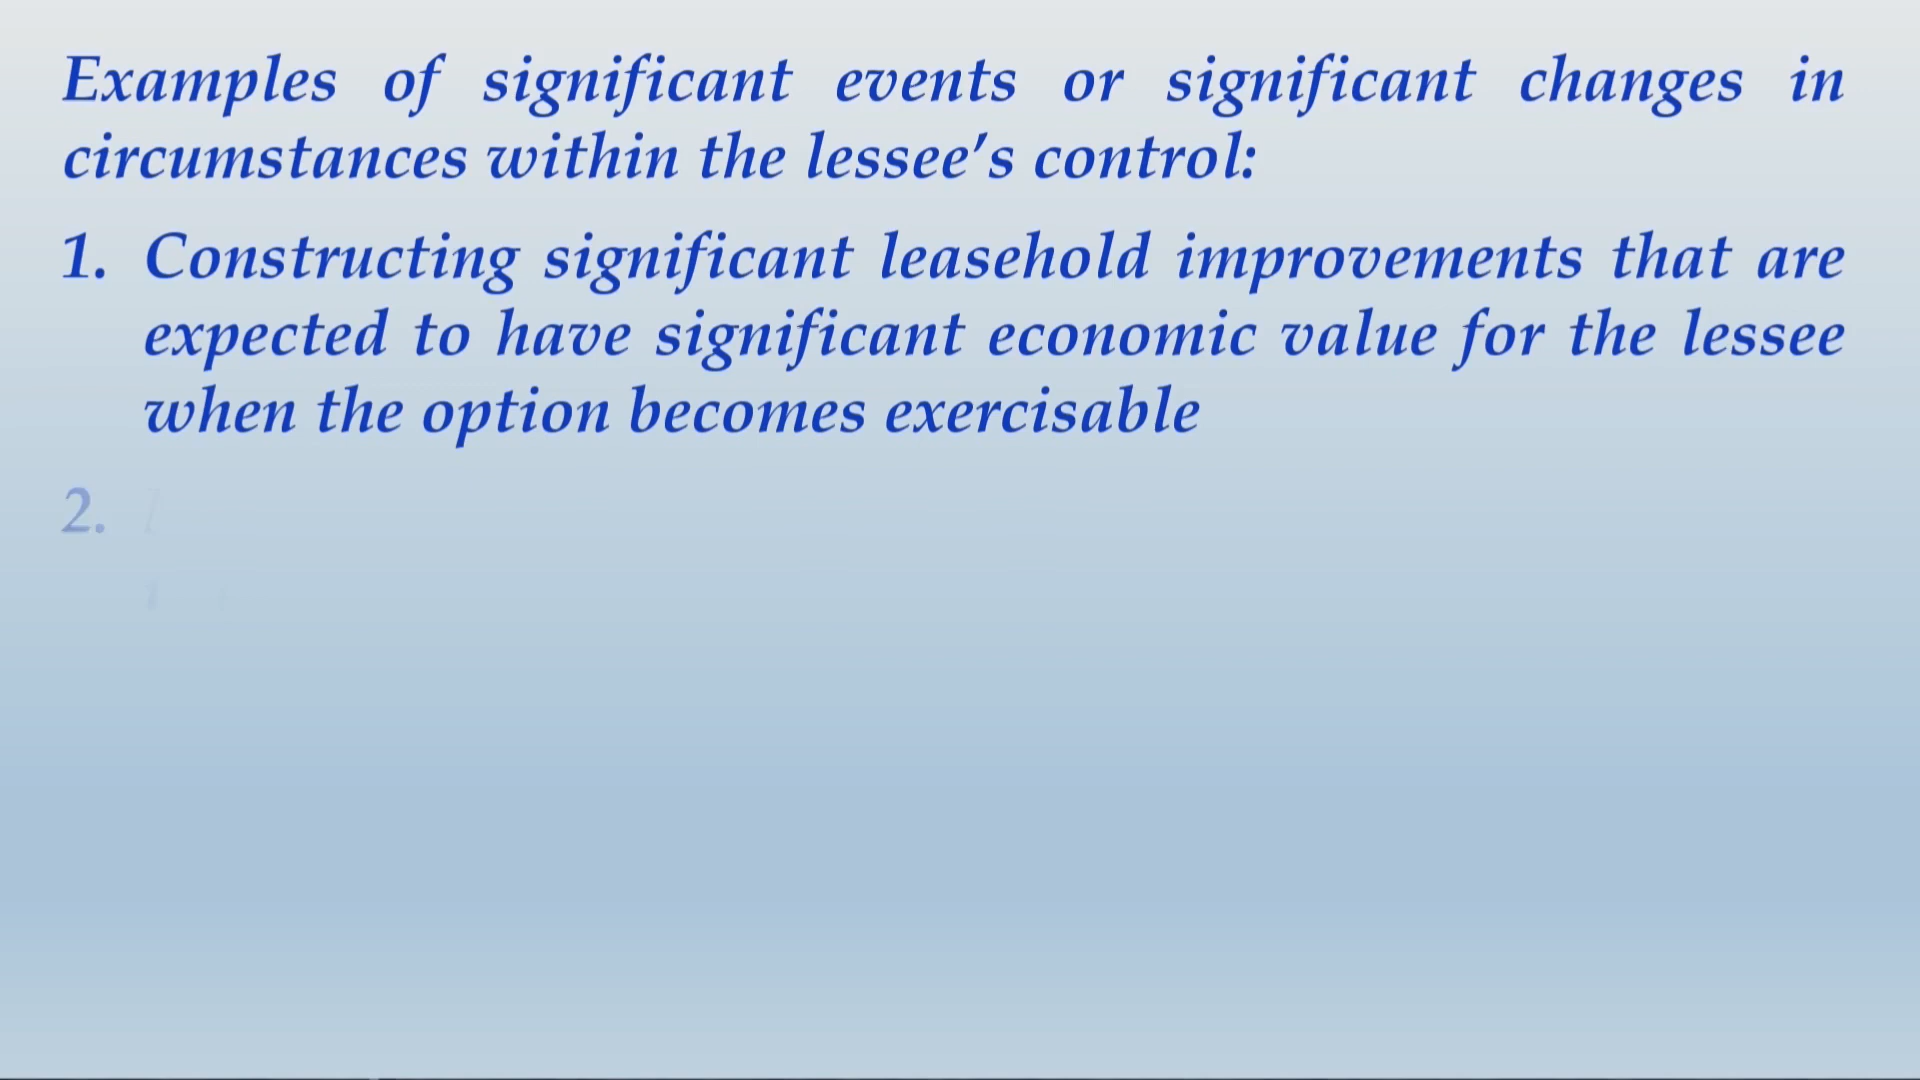 Examples of significant events or significant changes in
circumstances within the lessee’s control:
1. Constructing significant leasehold improvements that are
expected to have significant economic value for the lessee
when the option becomes exercisable
2.